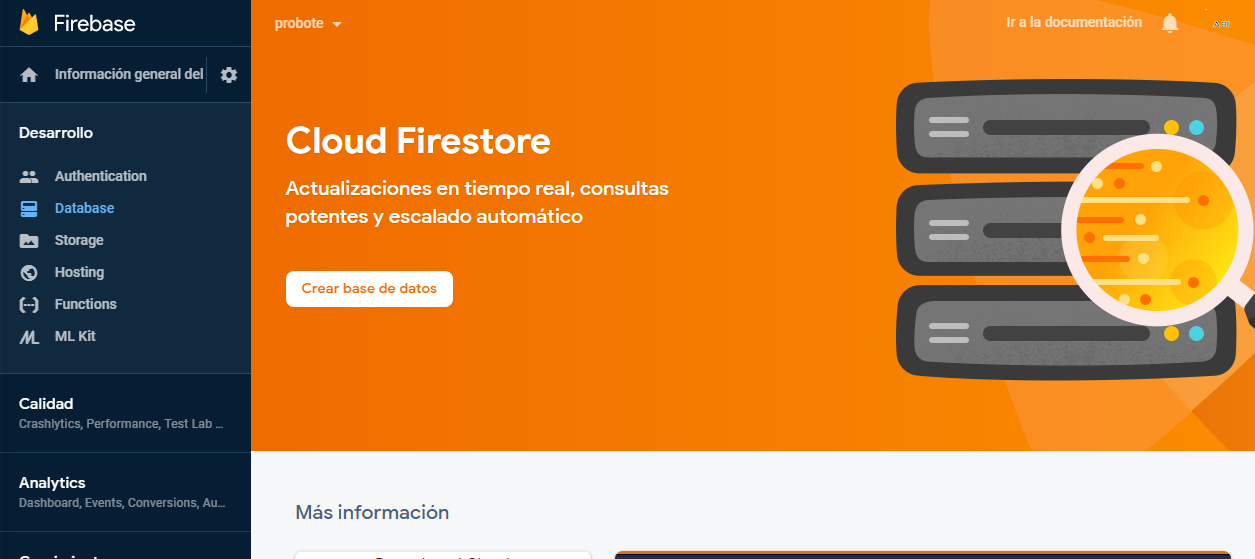 Firebase
probote
Ir a la documentación
Información general del
Desarrollo
Authentication
Database
Storage
Hosting
Functions
ML Kit
Calidad
Crashlytics, Performance, Test Lab ...
Analytics
Dashboard, Events, Conversions, Au...
Cloud Firestore
Actualizaciones en tiempo real, consultas
potentes y escalado automático
Crear base de datos
Más información